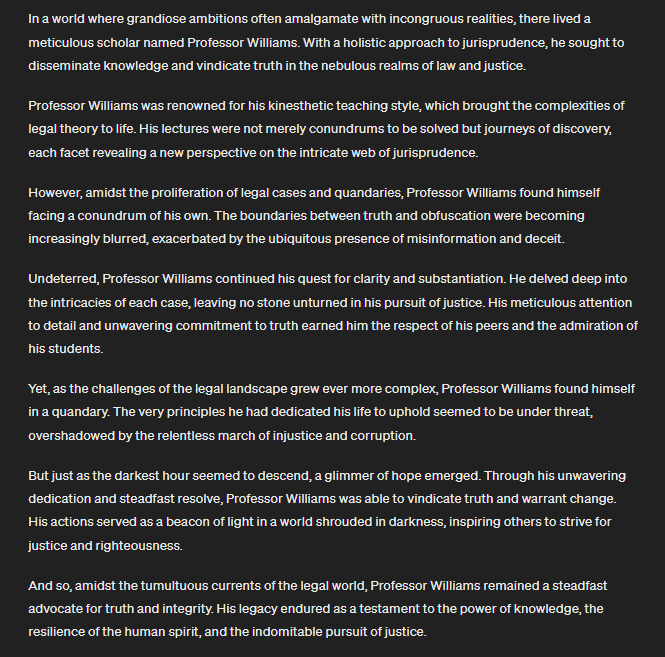 In a world where grandiose ambitions often amalgamate with incongruous realities, there lived a
meticulous scholar named Professor Williams. With a holistic approach to jurisprudence, he sought to
disseminate knowledge and vindicate truth in the nebulous realms of law and justice.
Professor Williams was renowned for his kinesthetic teaching style, which brought the complexities of
legal theory to life. His lectures were not merely conundrums to be solved but journeys of discovery,
each facet revealing a new perspective on the intricate web of jurisprudence.
However, amidst the proliferation of legal cases and quandaries, Professor Williams found himself
facing a conundrum of his own. The boundaries between truth and obfuscation were becoming
increasingly blurred, exacerbated by the ubiquitous presence of misinformation and deceit.
Undeterred, Professor Williams continued his quest for clarity and substantiation. He delved deep into
the intricacies of each case, leaving no stone unturned in his pursuit of justice. His meticulous attention
to detail and unwavering commitment to truth earned him the respect of his peers and the admiration of
his students.
Yet, as the challenges of the legal landscape grew ever more complex, Professor Williams found himself
in a quandary. The very principles he had dedicated his life to uphold seemed to be under threat,
overshadowed by the relentless march of injustice and corruption.
But just as the darkest hour seemed to descend, a glimmer of hope emerged. Through his unwavering
dedication and steadfast resolve, Professor Williams was able to vindicate truth and warrant change.
His actions served as a beacon of light in a world shrouded in darkness, inspiring others to strive for
justice and righteousness.
And so, amidst the tumultuous currents of the legal world, Professor Williams remained a steadfast
advocate for truth and integrity. His legacy endured as a testament to the power of knowledge, the
resilience of the human spirit, and the indomitable pursuit of justice.